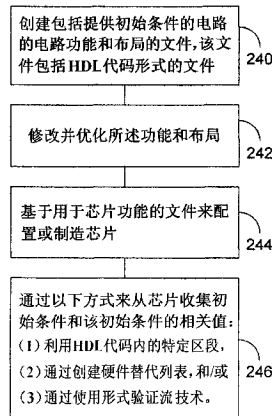 创建包括提供初始条件的电路
的电路功能和布局的文件,该文
件包括HDL代码形式的文件
240
修改并优化所述功能和布局
242
基于用于芯片功能的文件来配
置或制造芯片
244
通过以下方式来从芯片收集初
始条件和该初始条件的相关值：
(1) 利用HDL代码内的特定区段,
(2) 通过创建硬件替代列表,和/或
(3) 通过使用形式验证流技术。
246